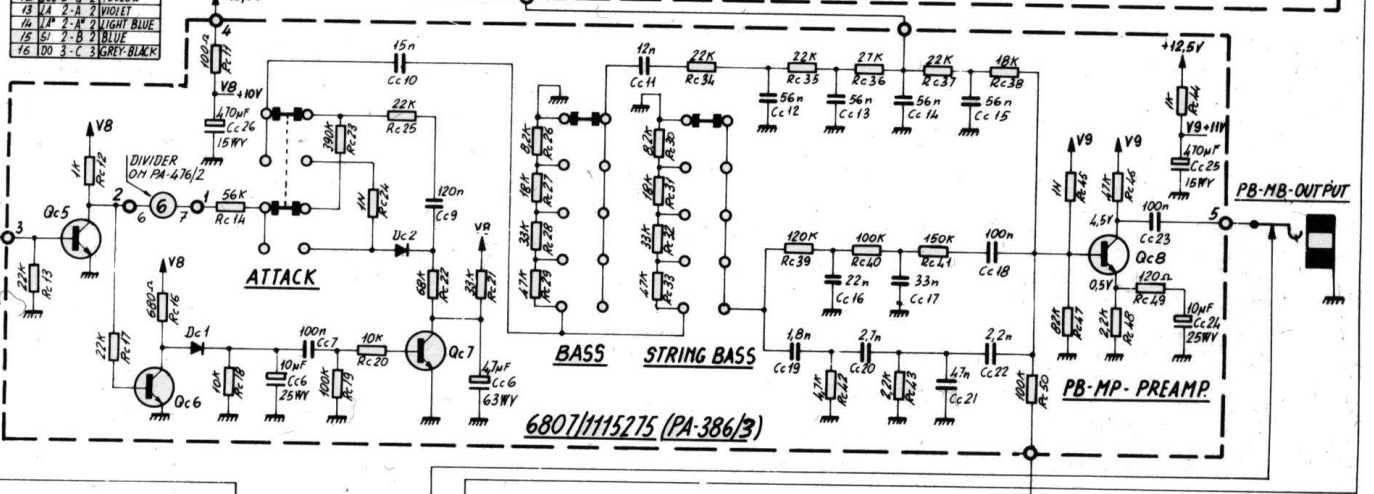 13 LA 2-A 2 VIOLET
14 LA# 2-A# 2 LIGHT BLUE
15 SI 2-B 2 BLUE
16 DO 3-C 3 GREY-BLACK
4
100Ω
Rc11
V8 +10V
470µF
Cc26
15WV
15n
Cc10
V8
1K
Rc12
DIVIDER
ON PA-476/2
2
6
6
7
1
56K
Rc14
3
Qc5
22K
Rc13
390K
Rc23
22K
Rc25
1K
Rc24
120n
Cc9
Dc2
ATTACK
V8
680Ω
Rc16
22K
Rc17
Dc1
Qc6
10K
Rc18
10µF
Cc6
25WV
100n
Cc7
100K
Rc19
10K
Rc20
68K
Rc22
V8
33K
Rc21
Qc7
4,7µF
Cc6
63WV
8,2K
Rc26
18K
Rc27
33K
Rc28
47K
Rc29
BASS
8,2K
Rc30
18K
Rc31
33K
Rc32
47K
Rc33
STRING BASS
12n
Cc11
22K
Rc34
56n
Cc12
22K
Rc35
56n
Cc13
27K
Rc36
56n
Cc14
22K
Rc37
56n
Cc15
18K
Rc38
120K
Rc39
22n
Cc16
100K
Rc40
33n
Cc17
150K
Rc41
100n
Cc18
1,8n
Cc19
4,7K
Rc42
2,7n
Cc20
2,2K
Rc43
47n
Cc21
2,2n
Cc22
100K
Rc50
+12,5V
1K
Rc44
V9 +11V
470µF
Cc25
15WV
V9
Rc45
V9
47K
Rc46
4,5V
100n
Cc23
Qc8
0,5V
120Ω
Rc49
10µF
Cc24
25WV
82K
Rc47
2,2K
Rc48
5
PB-MB-OUTPUT
PB-MP-PREAMP.
6807/1115275 (PA-386/3)